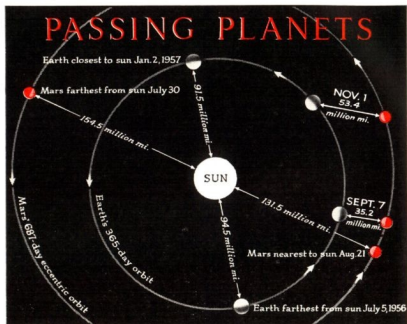 PASSING PLANETS
Earth closest to sun Jan. 2, 1957
Mars farthest from sun July 30
91.5 million mi.
NOV. 1
53.4
million mi.
154.5 million mi.
SUN
131.5 million mi.
SEPT. 7
35.2
million mi.
Mars' 687-day eccentric orbit
Earth's 365-day orbit
94.5 million mi.
Mars nearest to sun Aug. 21
Earth farthest from sun July 5, 1956